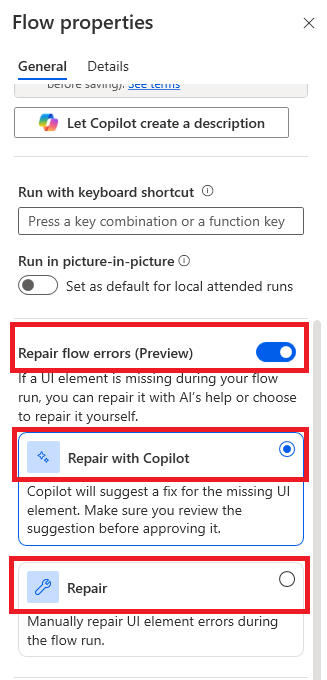 Flow properties
General
Details
before saving). See terms
Let Copilot create a description
Run with keyboard shortcut
Press a key combination or a function key
Run in picture-in-picture
Set as default for local attended runs
Repair flow errors (Preview)
If a UI element is missing during your flow
run, you can repair it with AI's help or choose
to repair it yourself.
Repair with Copilot
Copilot will suggest a fix for the missing UI
element. Make sure you review the
suggestion before approving it.
Repair
Manually repair UI element errors during
the flow run.